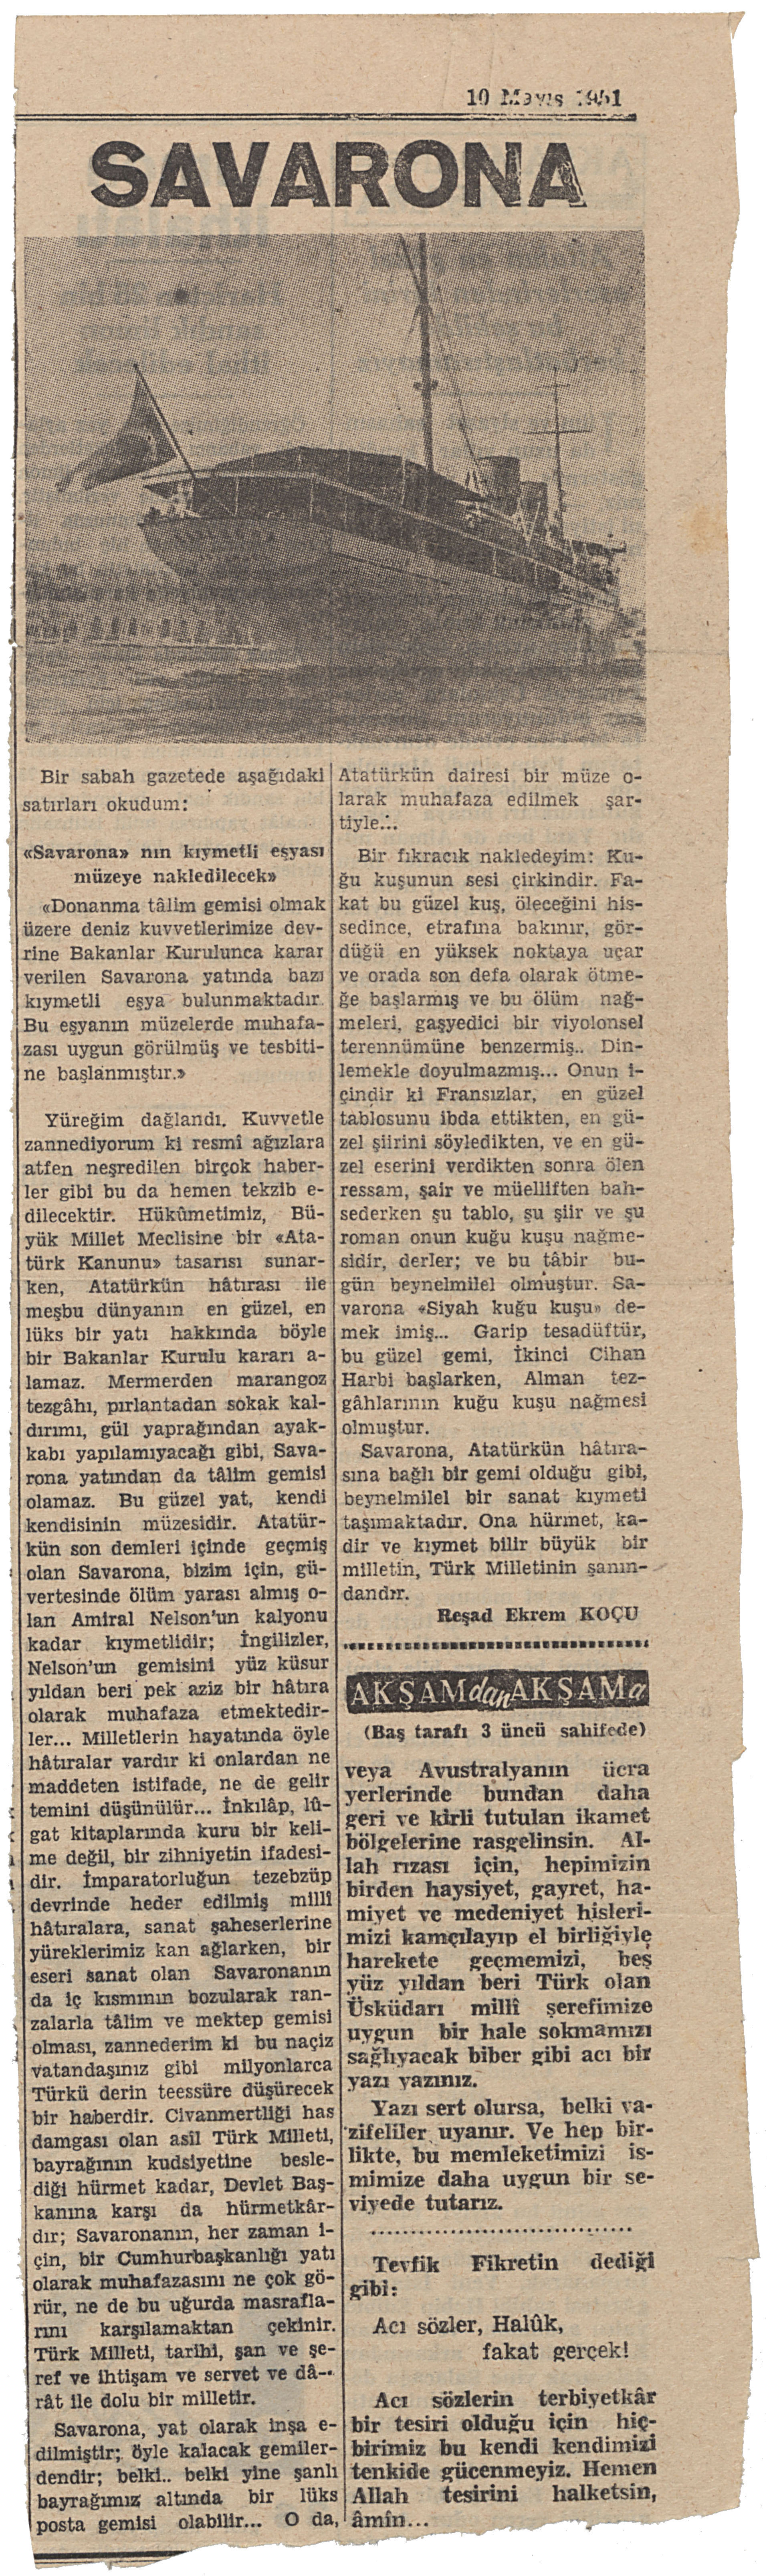 10 Mayıs 1951
SAVARONA
Bir sabah gazetede aşağıdaki
satırları okudum:
«Savarona» nın kıymetli eşyası
müzeye nakledilecek»
«Donanma tâlim gemisi olmak
üzere deniz kuvvetlerimize dev-
rine Bakanlar Kurulunca karar
verilen Savarona yatında bazı
kıymetli eşya bulunmaktadır.
Bu eşyanın müzelerde muhafa-
zası uygun görülmüş ve tesbiti-
ne başlanmıştır.»
Yüreğim dağlandı. Kuvvetle
zannediyorum ki resmî ağızlara
atfen neşredilen birçok haber-
ler gibi bu da hemen tekzib e-
dilecektir. Hükûmetimiz, Bü-
yük Millet Meclisine bir «Ata-
türk Kanunu» tasarısı sunar-
ken, Atatürkün hâtırası ile
meşbu dünyanın en güzel, en
lüks bir yatı hakkında böyle
bir Bakanlar Kurulu kararı a-
lamaz. Mermerden marangoz
tezgâhı, pırlantadan sokak kal-
dırımı, gül yaprağından ayak-
kabı yapılamıyacağı gibi, Sava-
rona yatından da tâlim gemisi
olamaz. Bu güzel yat, kendi
kendisinin müzesidir. Atatür-
kün son demleri içinde geçmiş
olan Savarona, bizim için, gü-
vertesinde ölüm yarası almış o-
lan Amiral Nelson'un kalyonu
kadar kıymetlidir; İngilizler,
Nelson'un gemisini yüz küsur
yıldan beri pek aziz bir hâtıra
olarak muhafaza etmektedir-
ler... Milletlerin hayatında öyle
hâtıralar vardır ki onlardan ne
maddeten istifade, ne de gelir
temini düşünülür... İnkılâp, lû-
gat kitaplarında kuru bir keli-
me değil, bir zihniyetin ifadesi-
dir. İmparatorluğun tezebzüp
devrinde heder edilmiş millî
hâtıralara, sanat şaheserlerine
yüreklerimiz kan ağlarken, bir
eseri sanat olan Savaronanın
da iç kısmının bozularak ran-
zalarla tâlim ve mektep gemisi
olması, zannederim ki bu naçiz
vatandaşınız gibi milyonlarca
Türkü derin teessüre düşürecek
bir haberdir. Civanmertliği has
damgası olan asil Türk Milleti,
bayrağının kudsiyetine besle-
diği hürmet kadar, Devlet Baş-
kanına karşı da hürmetkâr-
dır; Savaronanın, her zaman i-
çin, bir Cumhurbaşkanlığı yatı
olarak muhafazasını ne çok gö-
rür, ne de bu uğurda masrafla-
rını karşılamaktan çekinir.
Türk Milleti, tarihi, şan ve şe-
ref ve ihtişam ve servet ve dâ-
rât ile dolu bir milletir.
Savarona, yat olarak inşa e-
dilmiştir; öyle kalacak gemiler-
dendir; belki.. belki yine şanlı
bayrağımız altında bir lüks
posta gemisi olabilir... O da,
Atatürkün dairesi bir müze o-
larak muhafaza edilmek şar-
tiyle...
Bir fıkracık nakledeyim: Ku-
ğu kuşunun sesi çirkindir. Fa-
kat bu güzel kuş, öleceğini his-
sedince, etrafına bakınır, gör-
düğü en yüksek noktaya uçar
ve orada son defa olarak ötme-
ğe başlarmış ve bu ölüm nağ-
meleri, gaşyedici bir viyolonsel
terennümüne benzermiş.. Din-
lemekle doyulmazmış... Onun i-
çindir ki Fransızlar, en güzel
tablosunu ibda ettikten, en gü-
zel şiirini söyledikten, ve en gü-
zel eserini verdikten sonra ölen
ressam, şair ve müelliften bah-
sederken şu tablo, şu şiir ve şu
roman onun kuğu kuşu nağme-
sidir, derler; ve bu tâbir bu-
gün beynelmilel olmuştur. Sa-
varona «Siyah kuğu kuşu» de-
mek imiş... Garip tesadüftür,
bu güzel gemi, İkinci Cihan
Harbi başlarken, Alman tez-
gâhlarının kuğu kuşu nağmesi
olmuştur.
Savarona, Atatürkün hâtıra-
sına bağlı bir gemi olduğu gibi,
beynelmilel bir sanat kıymeti
taşımaktadır. Ona hürmet, ka-
dir ve kıymet bilir büyük bir
milletin, Türk Milletinin şanın-
dandır.
Reşad Ekrem KOÇU
AKŞAMdan AKŞAMa
(Baş tarafı 3 üncü sahifede)
veya Avustralyanın ücra
yerlerinde bundan daha
geri ve kirli tutulan ikamet
bölgelerine rasgelinsin. Al-
lah rızası için, hepimizin
birden haysiyet, gayret, ha-
miyet ve medeniyet hisleri-
mizi kamçılayıp el birliğiyle
harekete geçmemizi, beş
yüz yıldan beri Türk olan
Üsküdarı millî şerefimize
uygun bir hale sokmamızı
sağlıyacak biber gibi acı bir
yazı yazınız.
Yazı sert olursa, belki va-
zifeliler uyanır. Ve hep bir-
likte, bu memleketimizi is-
mimize daha uygun bir se-
viyede tutarız.
Tevfik Fikretin dediği
gibi:
Acı sözler, Halûk,
fakat gerçek!
Acı sözlerin terbiyetkâr
bir tesiri olduğu için hiç-
birimiz bu kendi kendimizi
tenkide gücenmeyiz. Hemen
Allah tesirini halketsin,
âmîn...